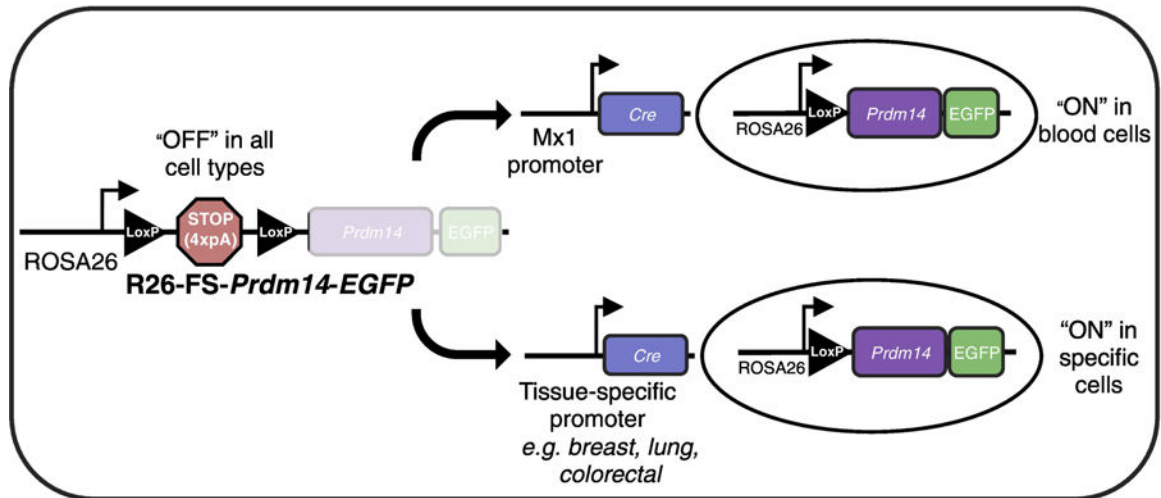 "OFF" in all
cell types
LoxP
STOP
(4xpA)
LoxP
Prdm14
EGFP
ROSA26
R26-FS-Prdm14-EGFP
Cre
Mx1
promoter
LoxP
Prdm14
EGFP
ROSA26
"ON" in
blood cells
Cre
Tissue-specific
promoter
e.g. breast, lung,
colorectal
LoxP
Prdm14
EGFP
ROSA26
"ON" in
specific
cells